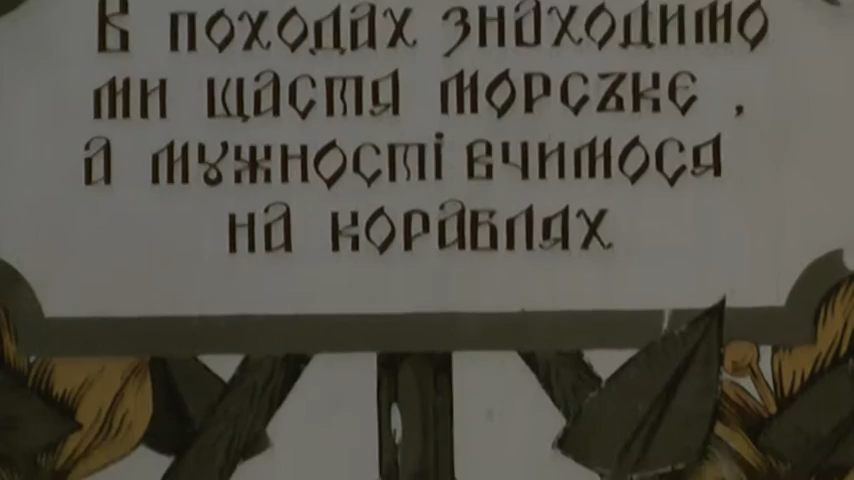 В походах знаходимо
ми щастя морське ,
а мужності вчимося
на кораблях